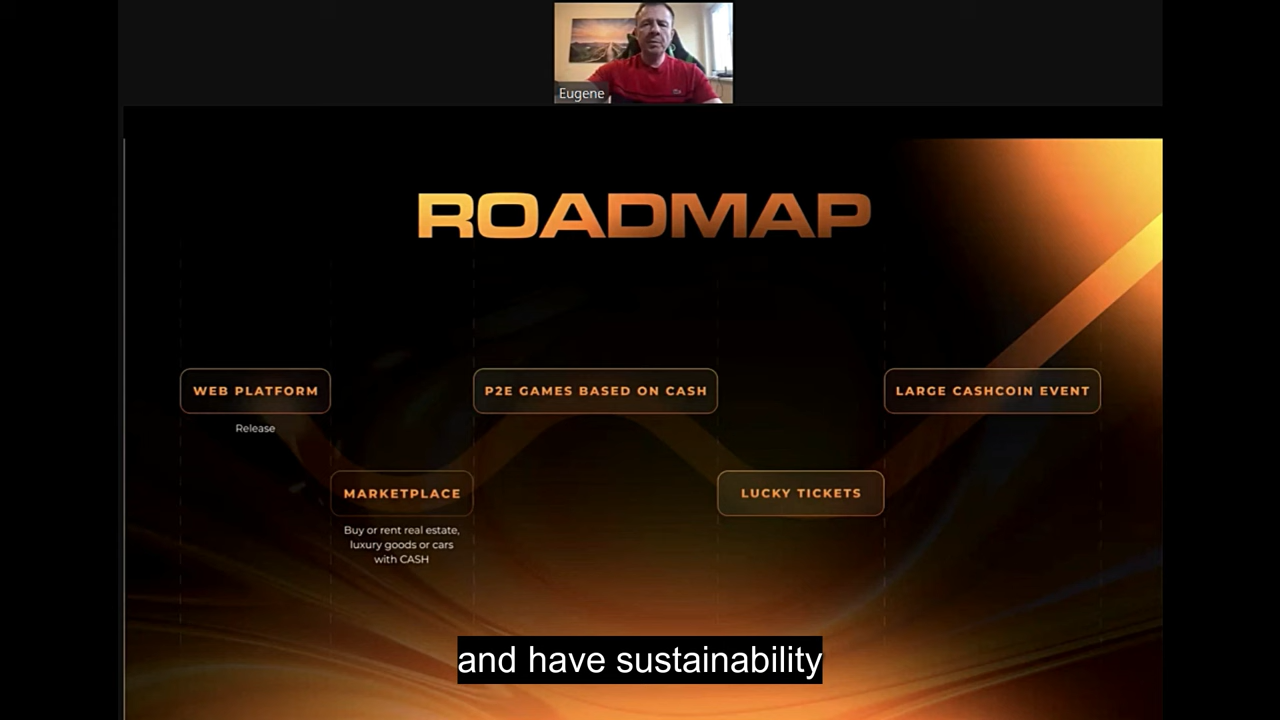 Eugene
ROADMAP
WEB PLATFORM
Release
MARKETPLACE
Buy or rent real estate,
luxury goods or cars
with CASH
P2E GAMES BASED ON CASH
LUCKY TICKETS
LARGE CASHCOIN EVENT
and have sustainability